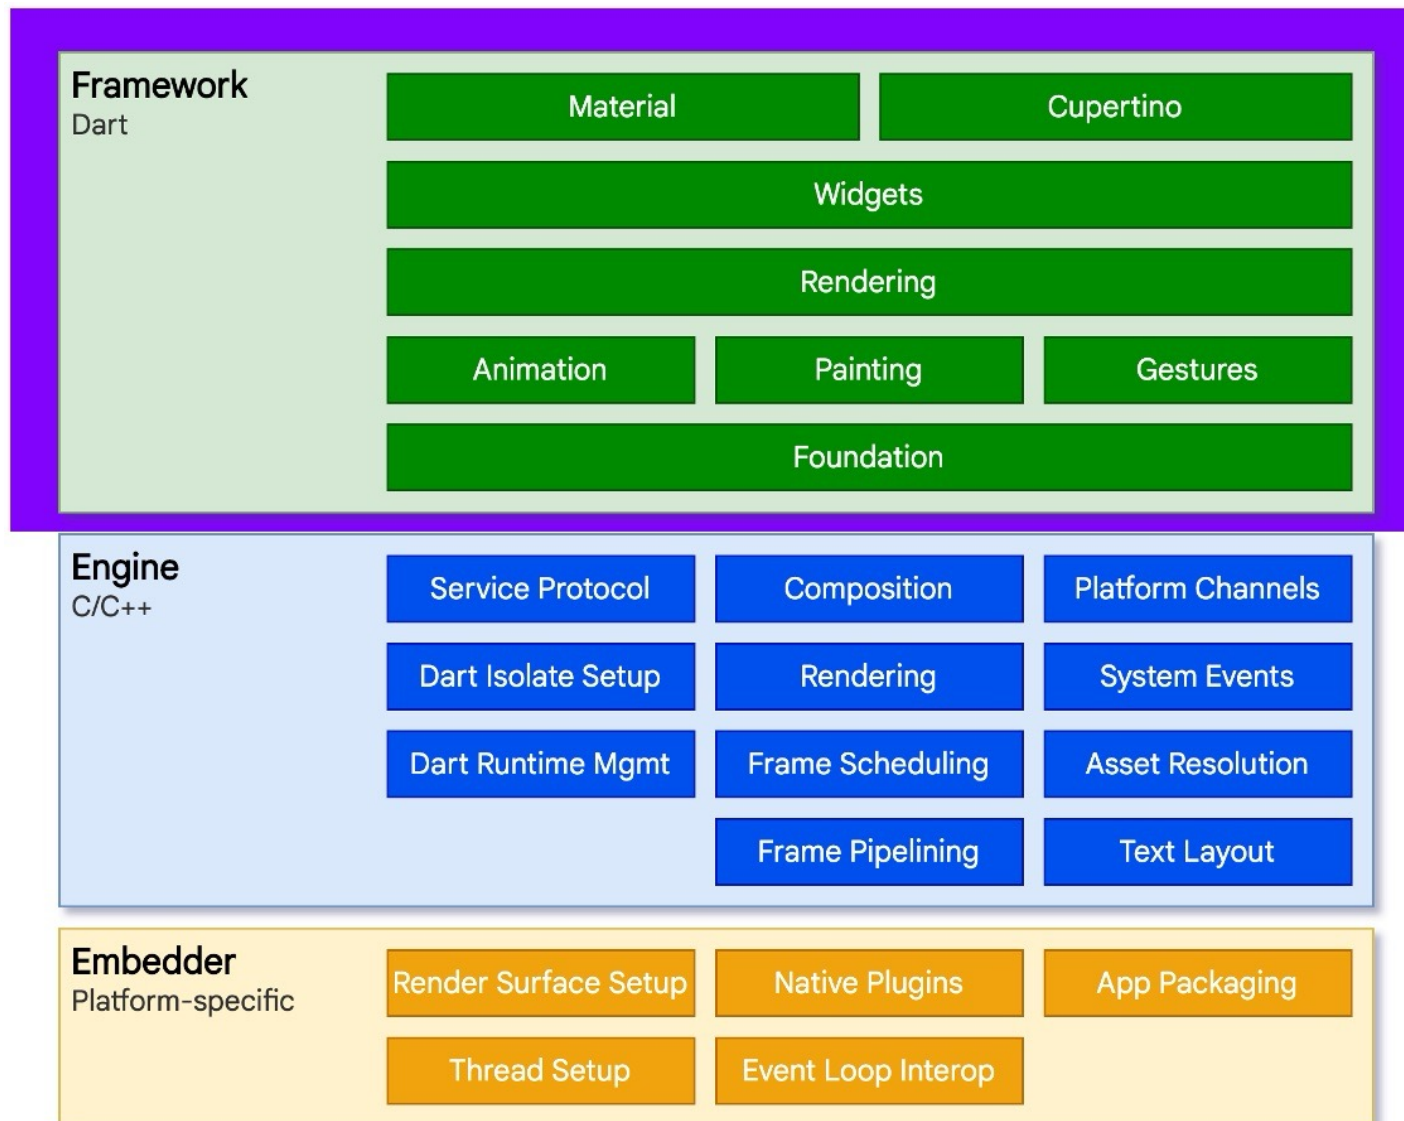 Framework
Dart
Material
Cupertino
Widgets
Rendering
Animation
Painting
Gestures
Foundation
Engine
C/C++
Service Protocol
Composition
Platform Channels
Dart Isolate Setup
Rendering
System Events
Dart Runtime Mgmt
Frame Scheduling
Asset Resolution
Frame Pipelining
Text Layout
Embedder
Platform-specific
Render Surface Setup
Native Plugins
App Packaging
Thread Setup
Event Loop Interop